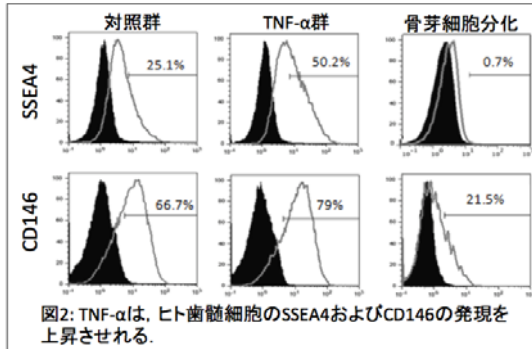 対照群 TNF-α群 骨芽細胞分化
SSEA4
25.1% 50.2% 0.7%
CD146
66.7% 79% 21.5%
図2: TNF-αは, ヒト歯髄細胞のSSEA4およびCD146の発現を
上昇させれる.